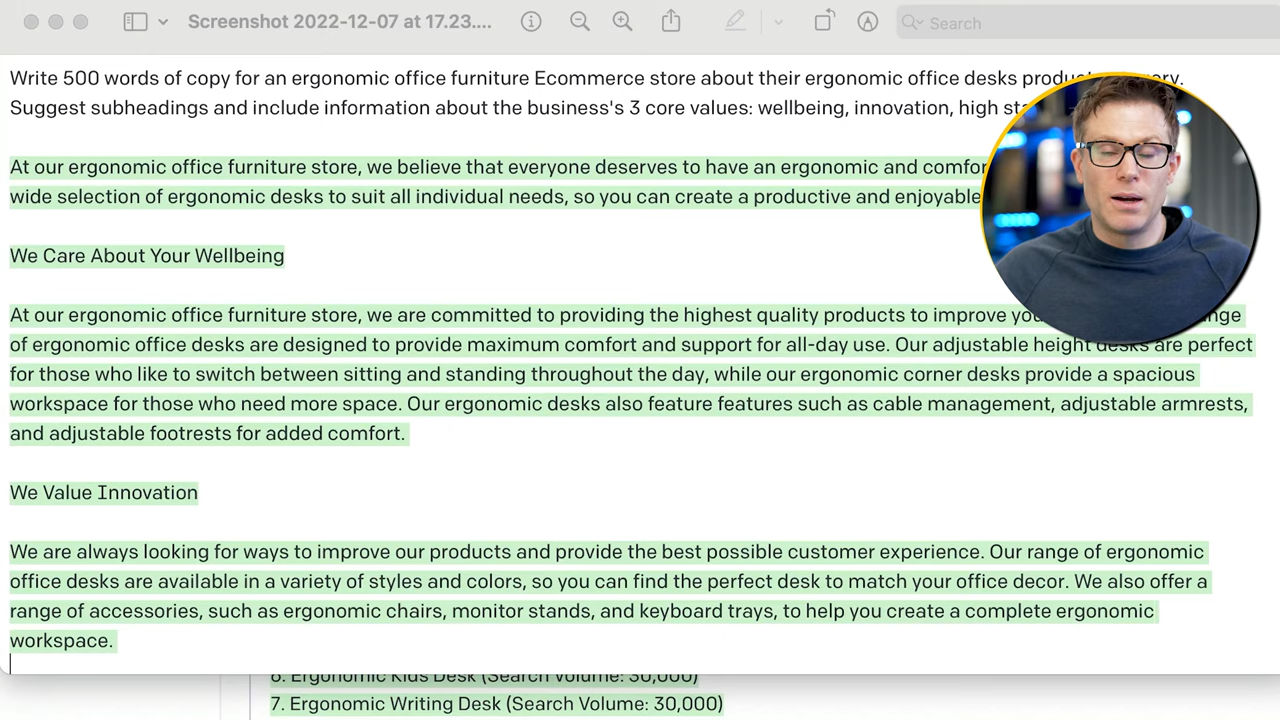 Screenshot 2022-12-07 at 17.23....
Search
Write 500 words of copy for an ergonomic office furniture Ecommerce store about their ergonomic office desks
Suggest subheadings and include information about the business's 3 core values: wellbeing, innovation, high
At our ergonomic office furniture store, we believe that everyone deserves to have an ergonomic and
wide selection of ergonomic desks to suit all individual needs, so you can create a productive and enjoyable
We Care About Your Wellbeing
At our ergonomic office furniture store, we are committed to providing the highest quality products to improve
of ergonomic office desks are designed to provide maximum comfort and support for all-day use. Our adjustable height desks are perfect
for those who like to switch between sitting and standing throughout the day, while our ergonomic corner desks provide a spacious
workspace for those who need more space. Our ergonomic desks also feature features such as cable management, adjustable armrests,
and adjustable footrests for added comfort.
We Value Innovation
We are always looking for ways to improve our products and provide the best possible customer experience. Our range of ergonomic
office desks are available in a variety of styles and colors, so you can find the perfect desk to match your office decor. We also offer a
range of accessories, such as ergonomic chairs, monitor stands, and keyboard trays, to help you create a complete ergonomic
workspace.
6. Ergonomic Kids Desk (Search Volume: 30,000)
7. Ergonomic Writing Desk (Search Volume: 30,000)